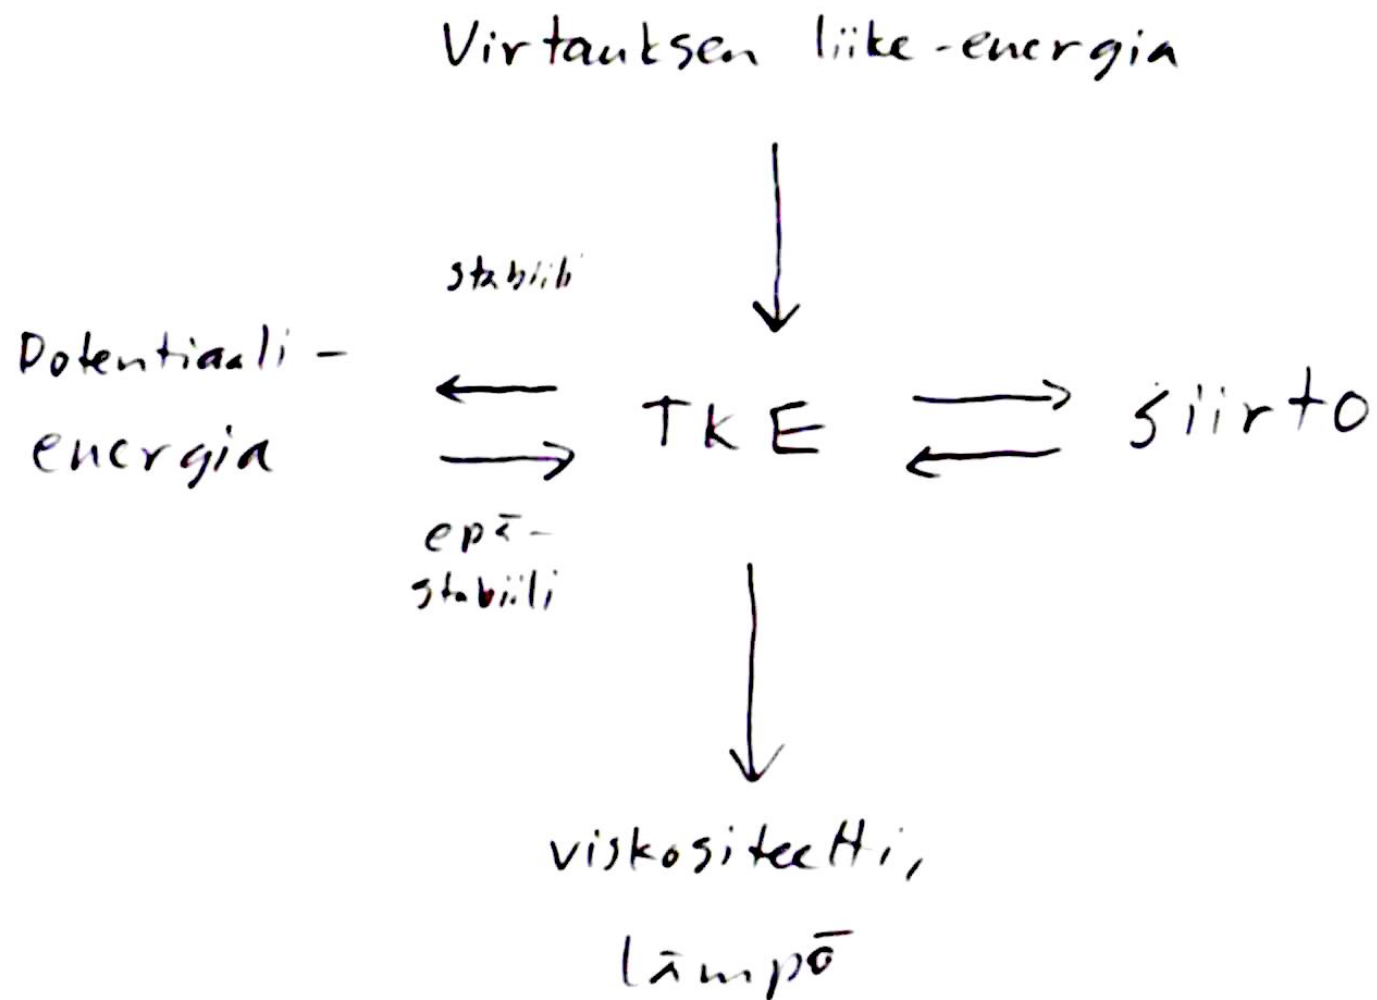 Virtauksen liike-energia
stabiili
Potentiaali-
energia
TKE
siirto
epä-
stabiili
viskositeetti,
lämpö